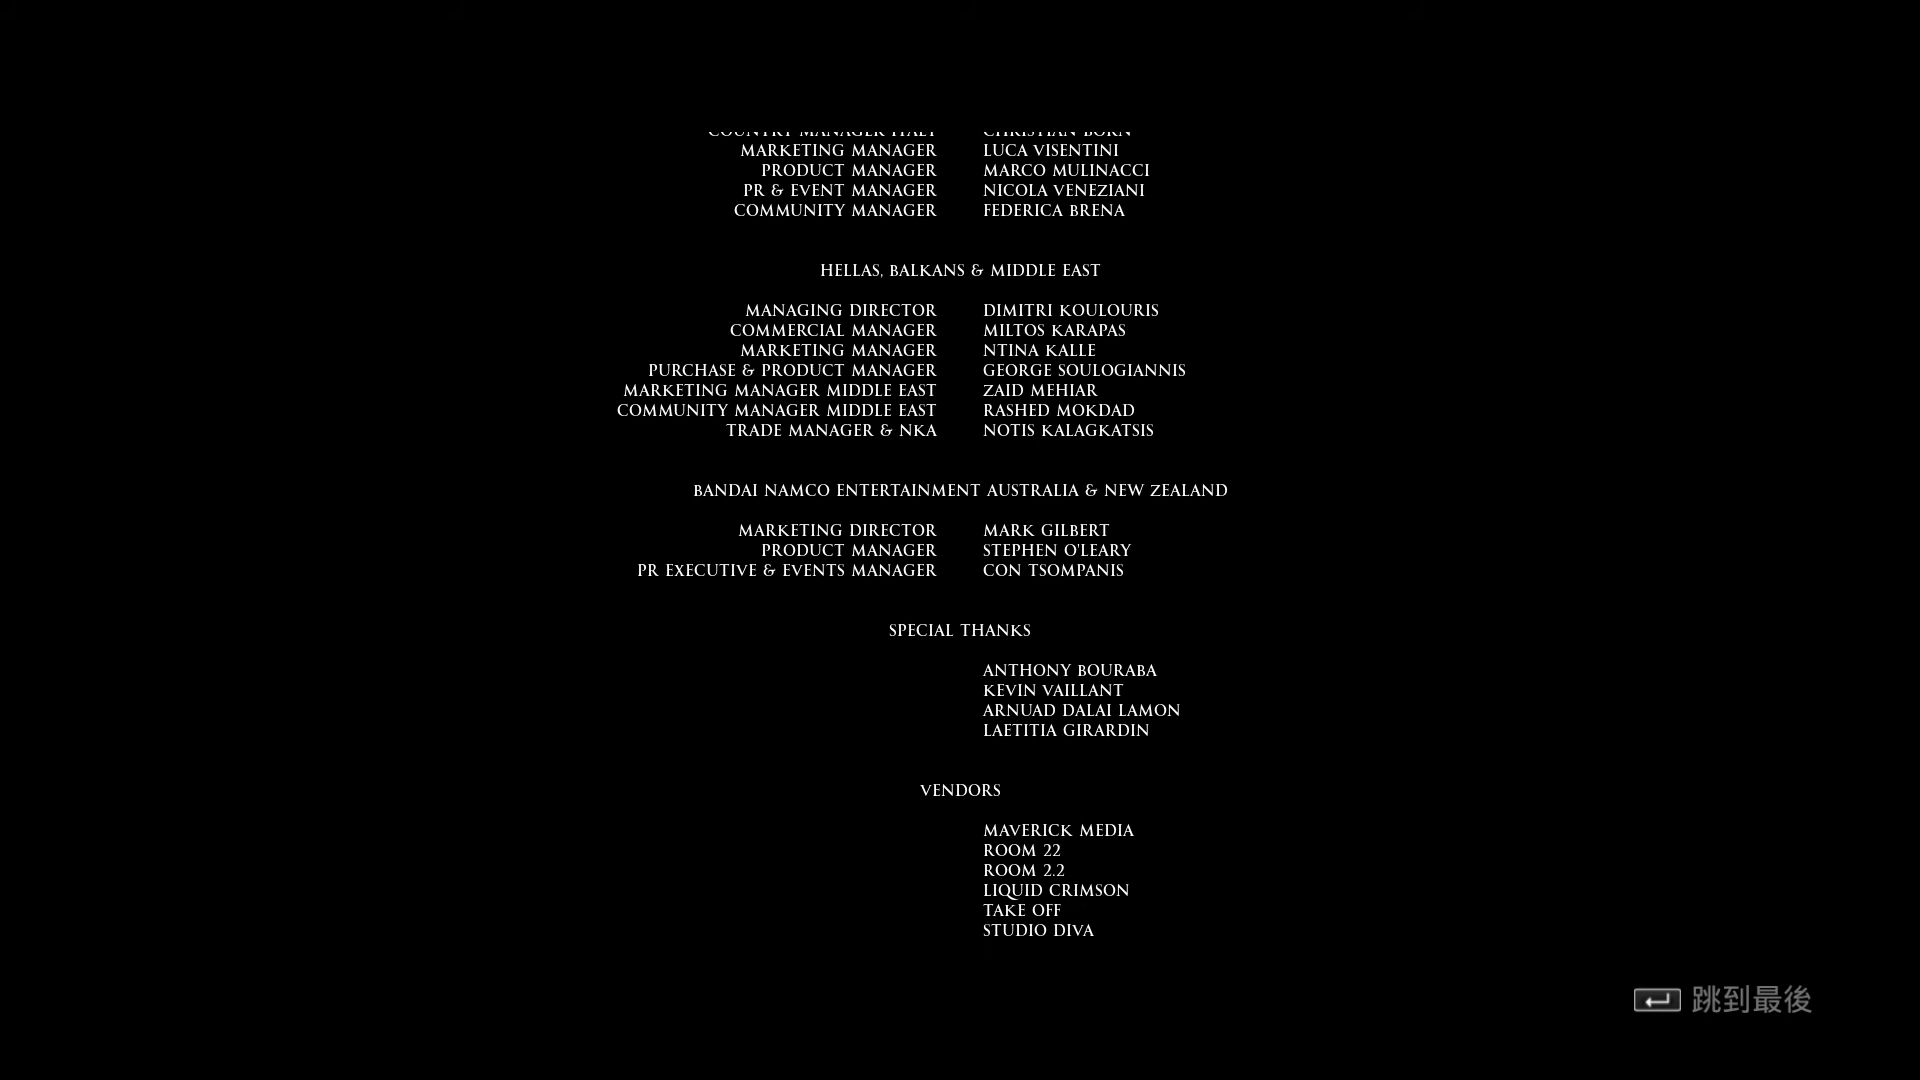 COUNTRY MANAGER ITALY CHRISTIAN BORN
MARKETING MANAGER LUCA VISENTINI
PRODUCT MANAGER MARCO MULINACCI
PR & EVENT MANAGER NICOLA VENEZIANI
COMMUNITY MANAGER FEDERICA BRENA
HELLAS, BALKANS & MIDDLE EAST
MANAGING DIRECTOR DIMITRI KOULOURIS
COMMERCIAL MANAGER MILTOS KARAPAS
MARKETING MANAGER NTINA KALLE
PURCHASE & PRODUCT MANAGER GEORGE SOULOGIANNIS
MARKETING MANAGER MIDDLE EAST ZAID MEHIAR
COMMUNITY MANAGER MIDDLE EAST RASHED MOKDAD
TRADE MANAGER & NKA NOTIS KALAGKATSIS
BANDAI NAMCO ENTERTAINMENT AUSTRALIA & NEW ZEALAND
MARKETING DIRECTOR MARK GILBERT
PRODUCT MANAGER STEPHEN O'LEARY
PR EXECUTIVE & EVENTS MANAGER CON TSOMPANIS
SPECIAL THANKS
ANTHONY BOURABA
KEVIN VAILLANT
ARNUAD DALAI LAMON
LAETITIA GIRARDIN
VENDORS
MAVERICK MEDIA
ROOM 22
ROOM 2.2
LIQUID CRIMSON
TAKE OFF
STUDIO DIVA
跳到最後